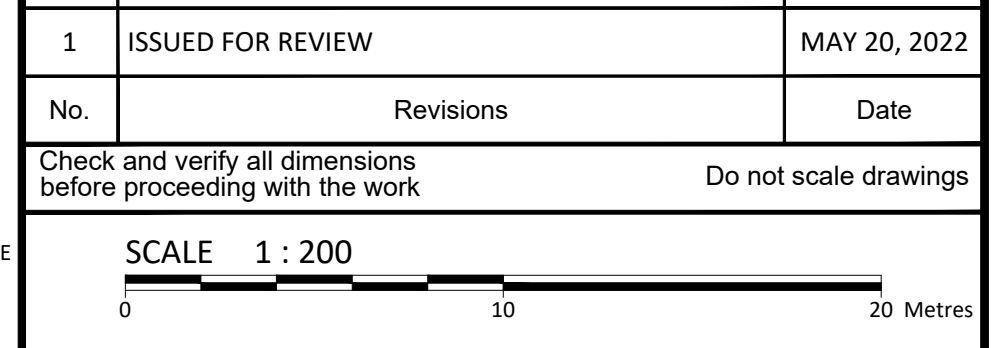 1 ISSUED FOR REVIEW MAY 20, 2022
No. Revisions Date
Check and verify all dimensions
before proceeding with the work
Do not scale drawings
E
SCALE 1 : 200
0 10 20 Metres